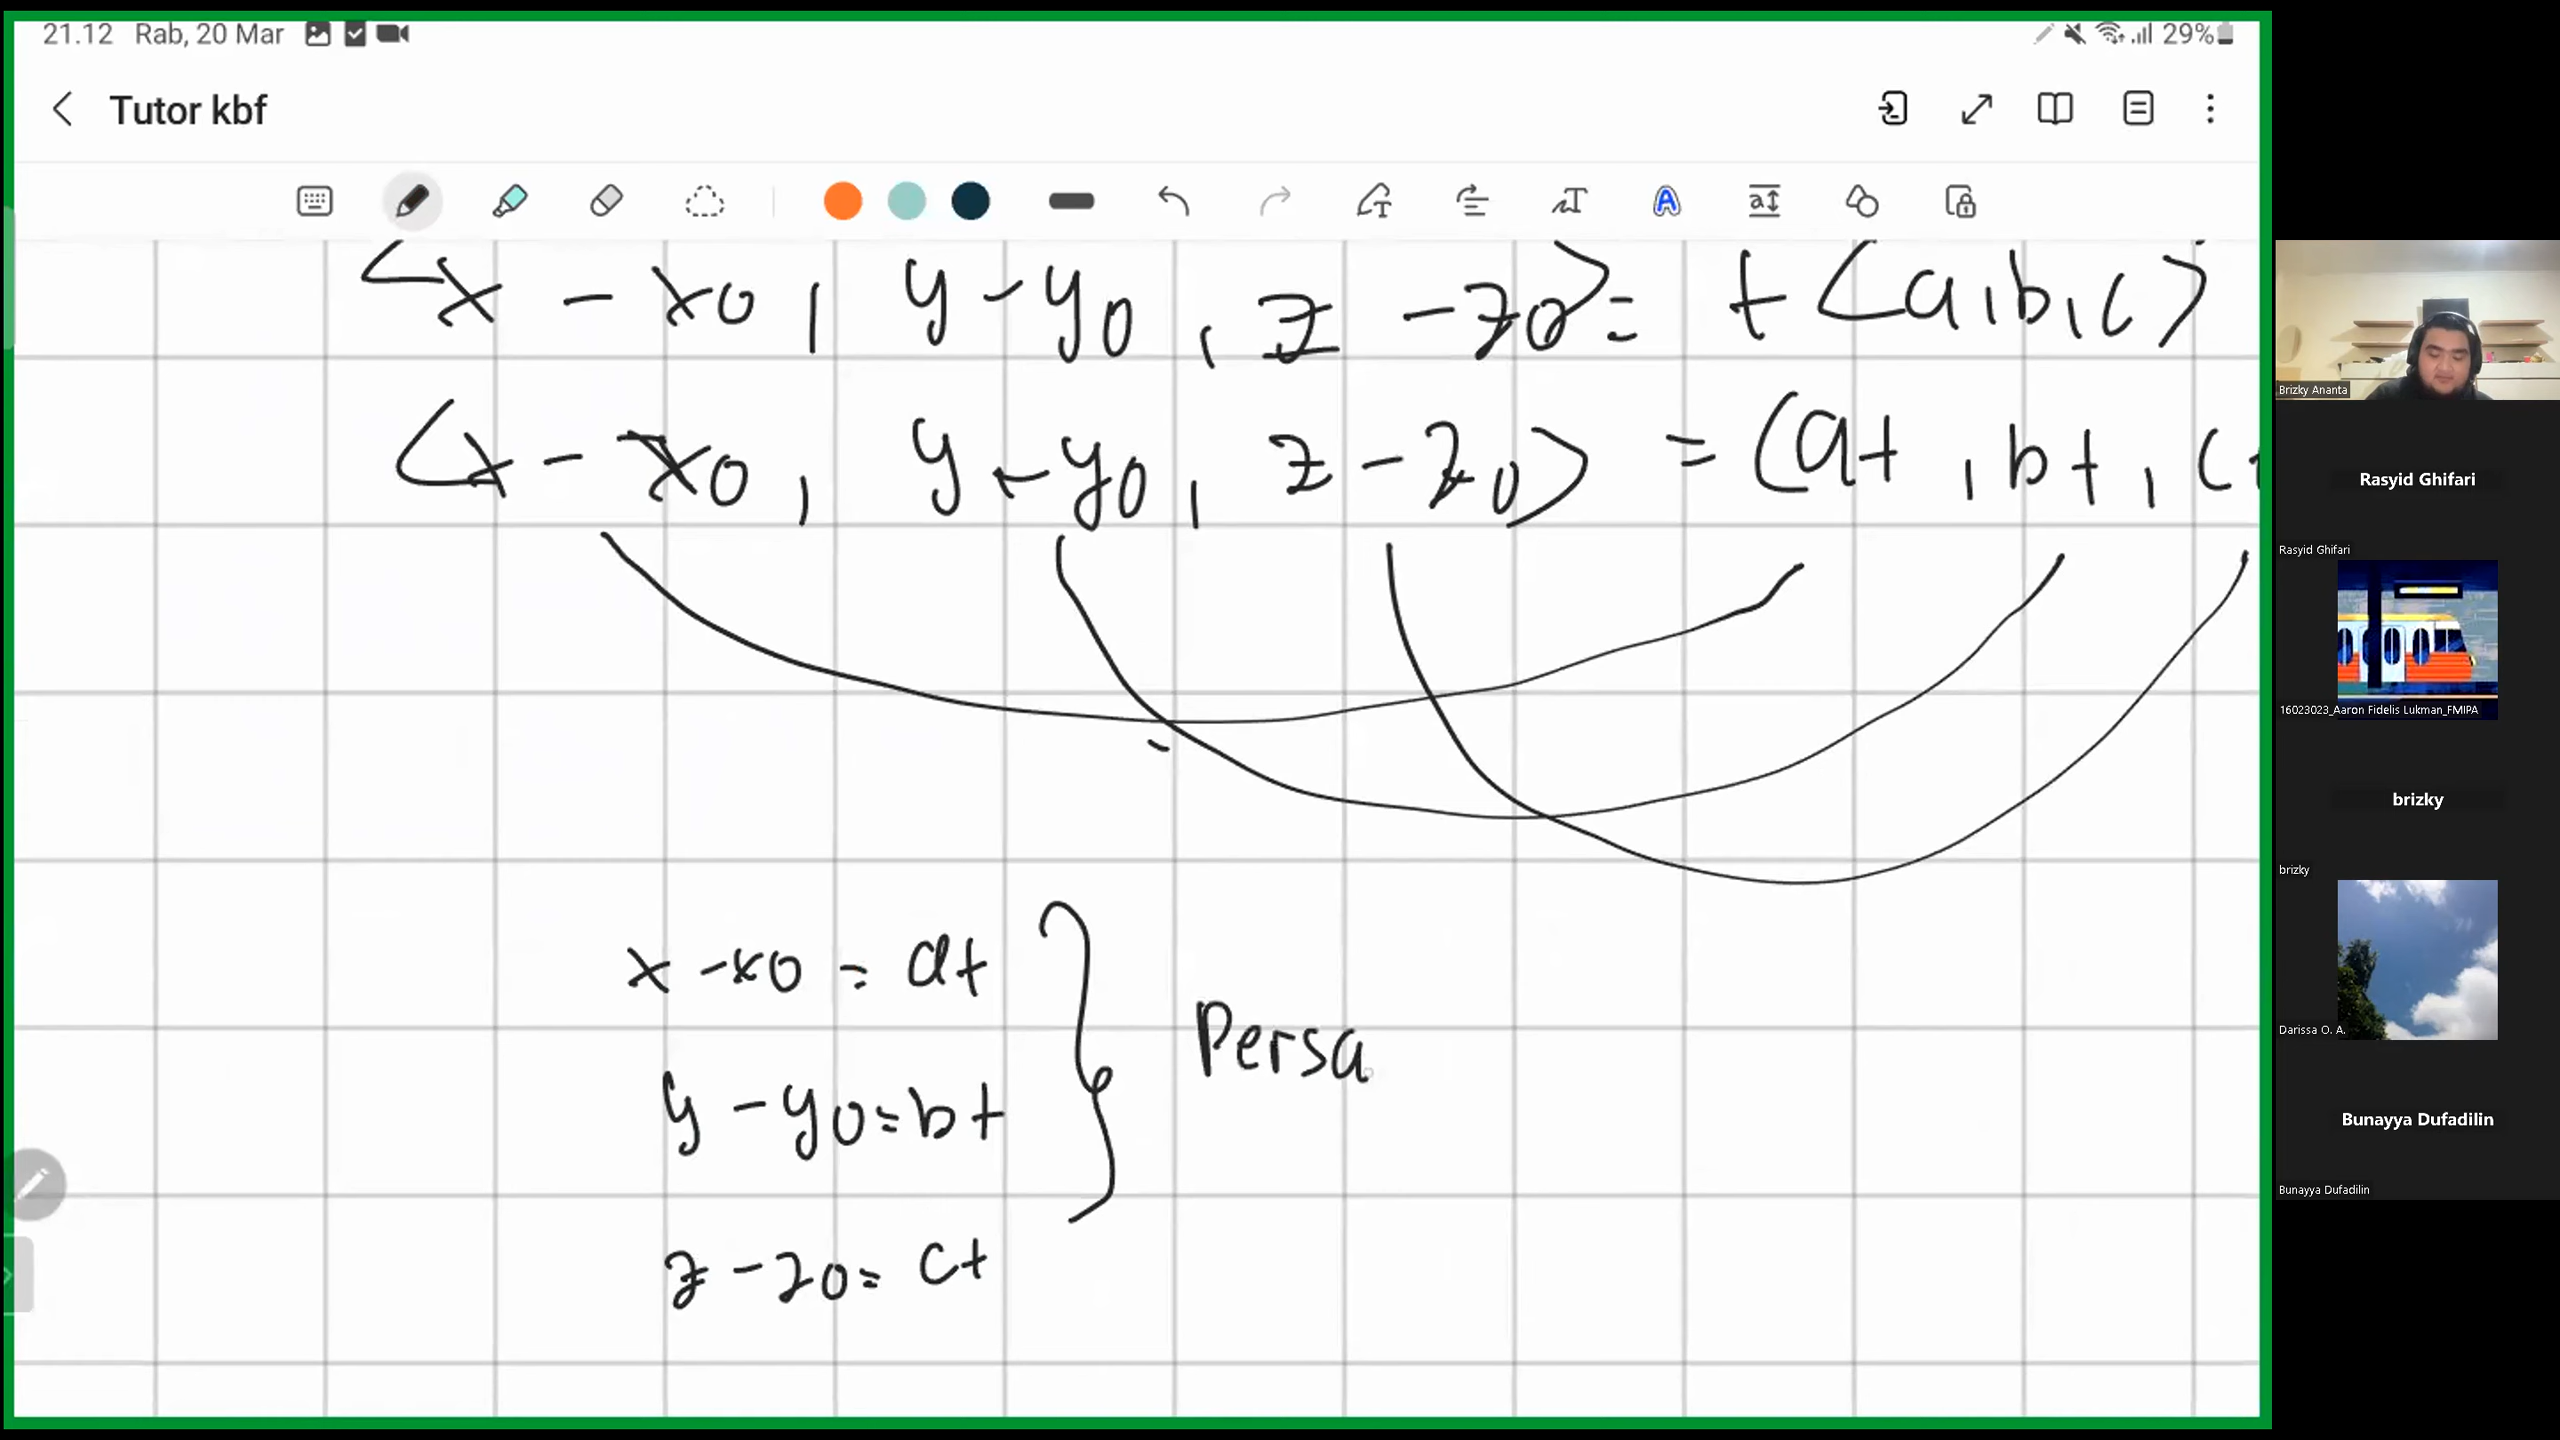 21.12 Rab, 20 Mar 29%
Tutor kbf
<x - x0, y - y0, z - z0> = t <a, b, c>
<x - x0, y - y0, z - z0> = <at, bt, ct
x - x0 = at
y - y0 = bt
Persa
z - z0 = ct
Brizky Ananta
Rasyid Ghifari
Rasyid Ghifari
16023023_Aaron Fidelis Lukman_FMIPA
brizky
brizky
Darissa O. A.
Bunayya Dufadilin
Bunayya Dufadilin